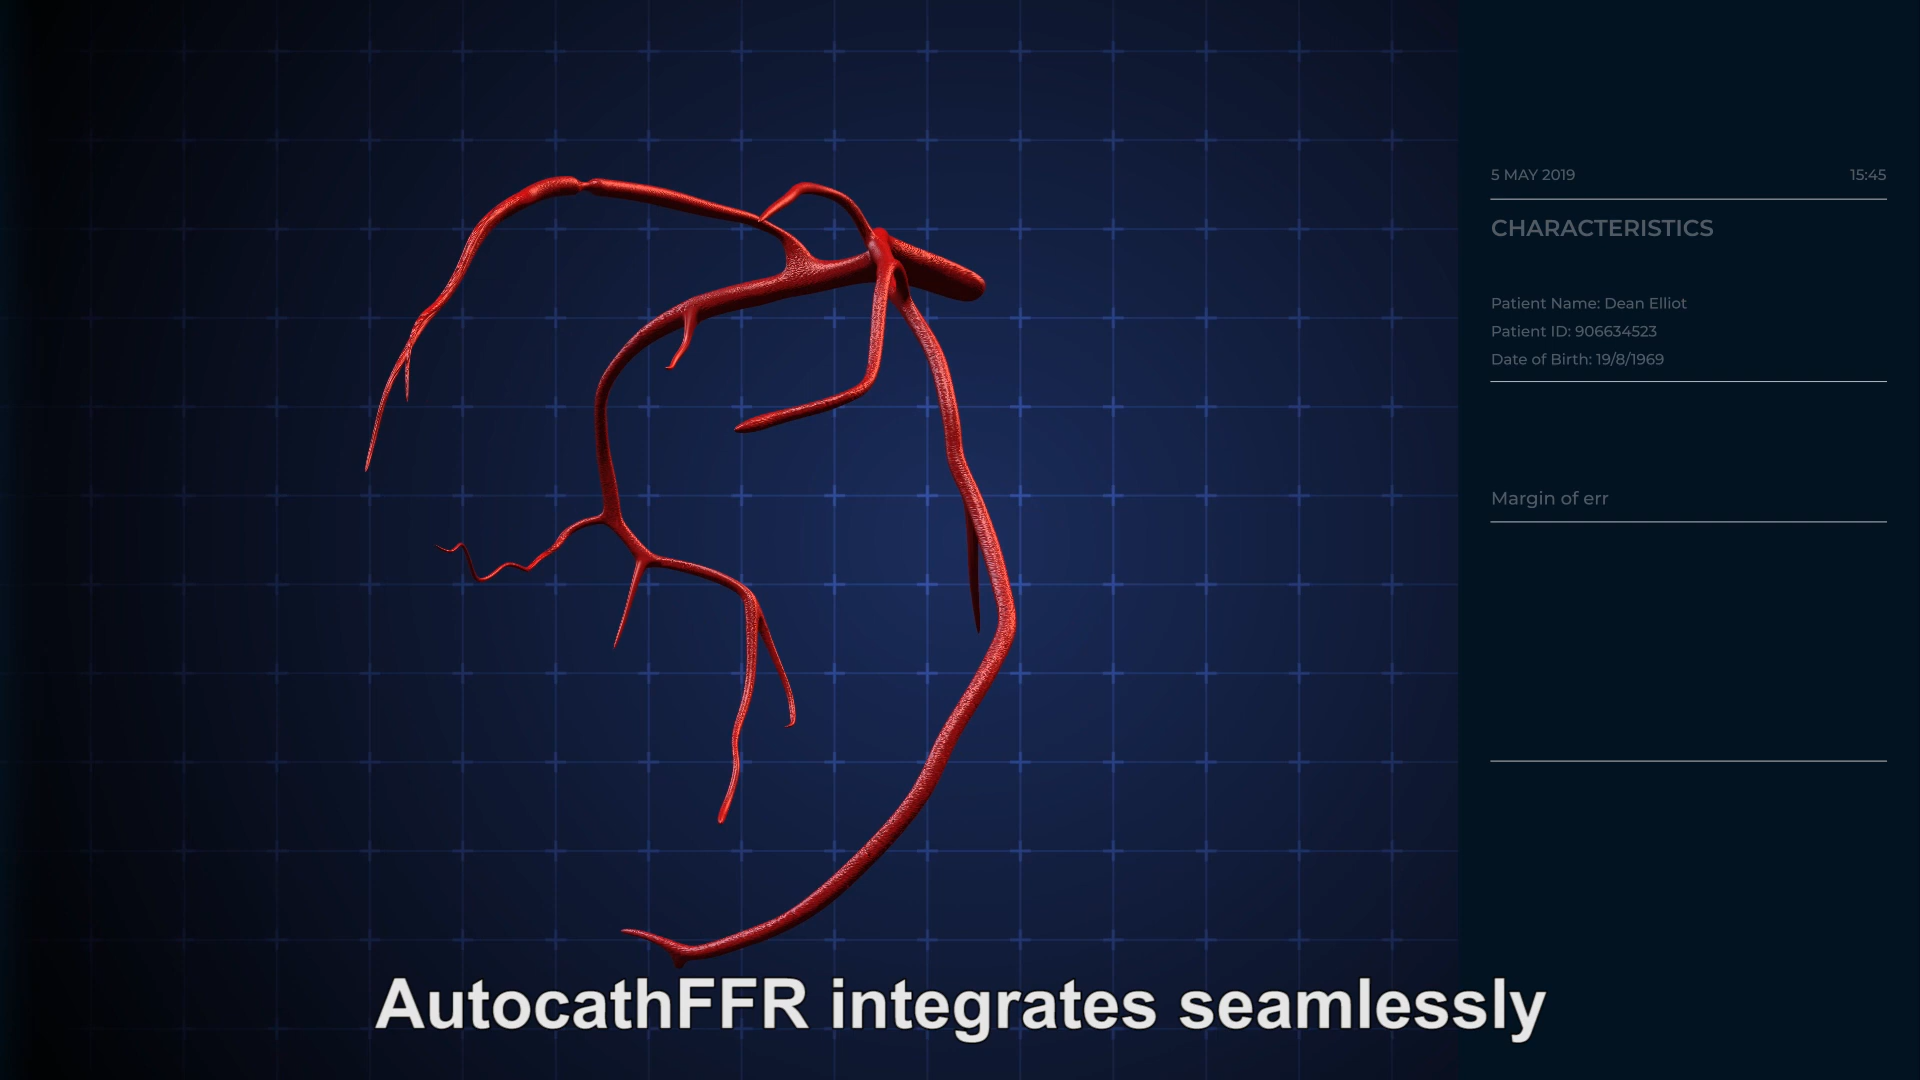 5 MAY 2019 15:45
CHARACTERISTICS
Patient Name: Dean Elliot
Patient ID: 906634523
Date of Birth: 19/8/1969
Margin of err
AutocathFFR integrates seamlessly